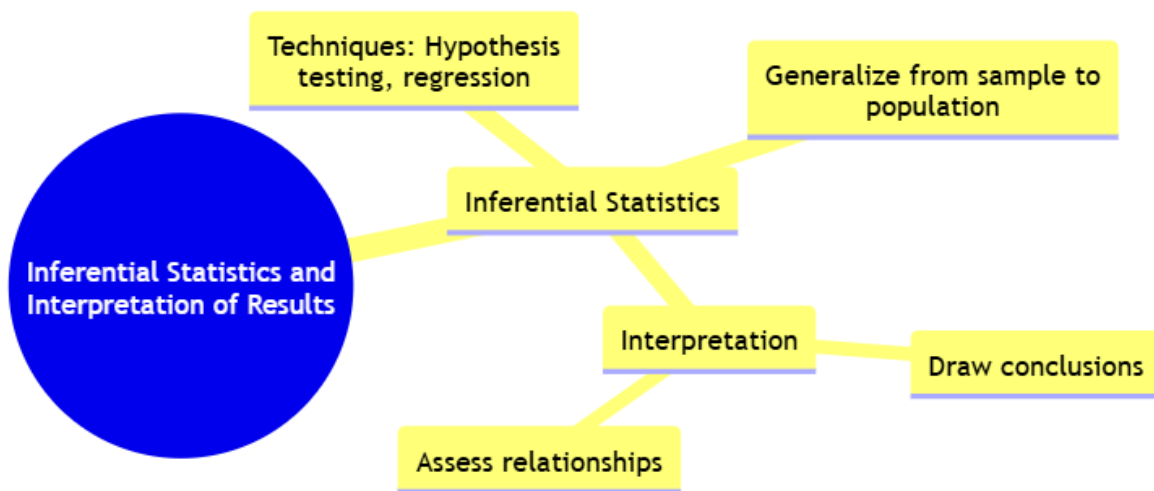 Techniques: Hypothesis
testing, regression
Generalize from sample to
population
Inferential Statistics
Inferential Statistics and
Interpretation of Results
Interpretation
Draw conclusions
Assess relationships